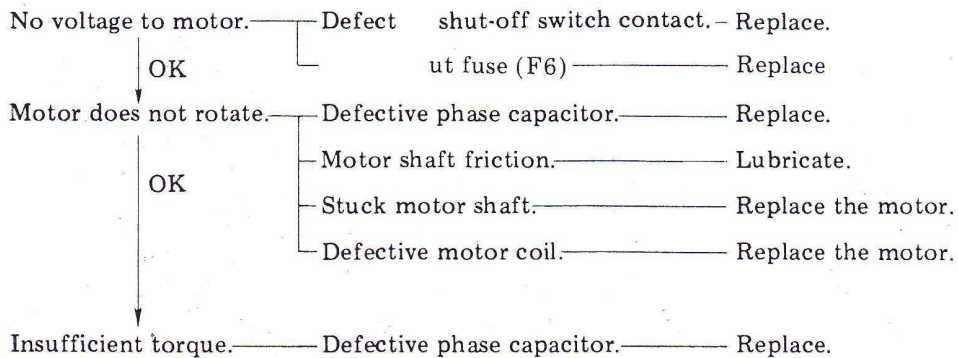 No voltage to motor. Defect shut-off switch contact. Replace.
ut fuse (F6) Replace
OK
Motor does not rotate. Defective phase capacitor. Replace.
Motor shaft friction. Lubricate.
OK
Stuck motor shaft. Replace the motor.
Defective motor coil. Replace the motor.
Insufficient torque. Defective phase capacitor. Replace.